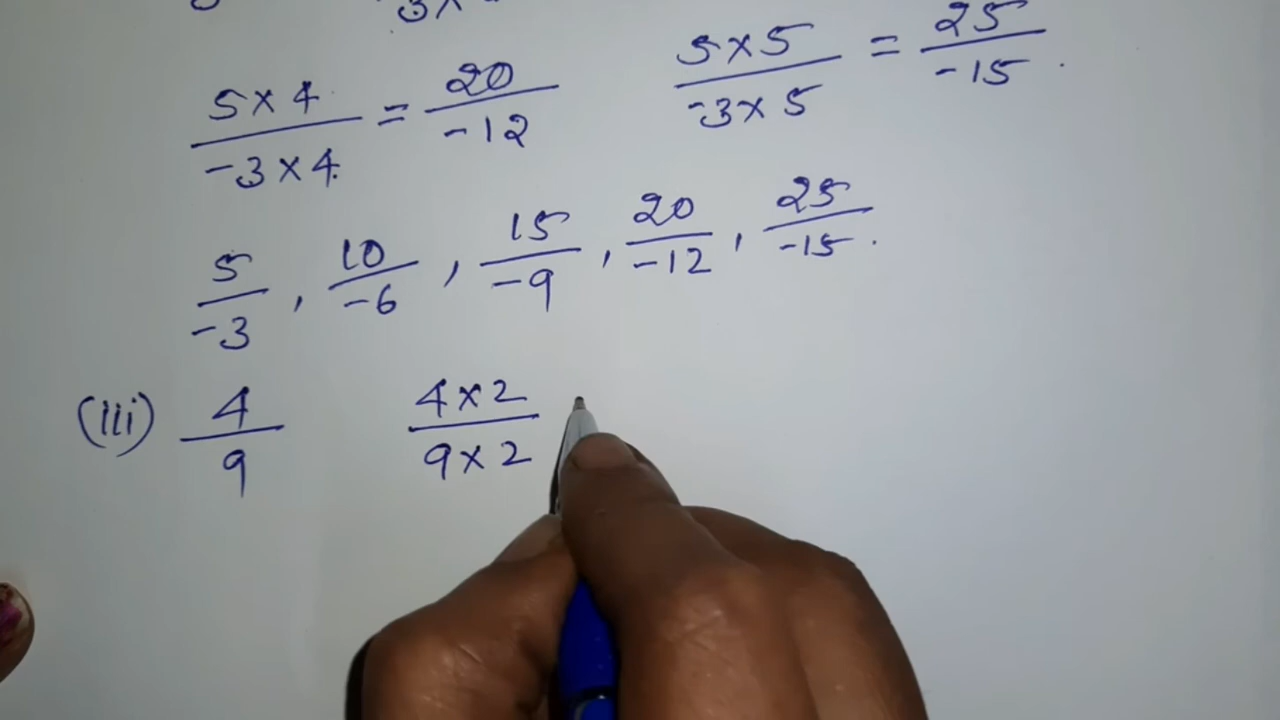 3×
5×4/-3×4 = 20/-12 5×5/-3×5 = 25/-15.
5/-3, 10/-6, 15/-9, 20/-12, 25/-15.
(iii) 4/9 4×2/9×2